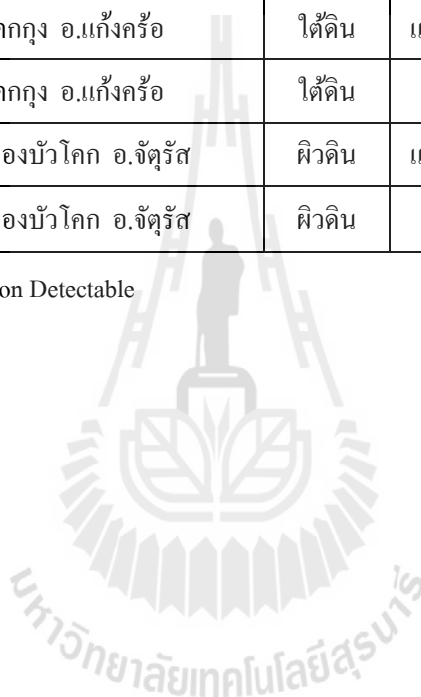 คกกุง อ.แก้งคร้อ ใต้ดิน แ
คกกุง อ.แก้งคร้อ ใต้ดิน
องบัวโคก อ.จัตุรัส ผิวดิน แ
องบัวโคก อ.จัตุรัส ผิวดิน
on Detectable
มหาวิทยาลัยเทคโนโลยีสุรนารี